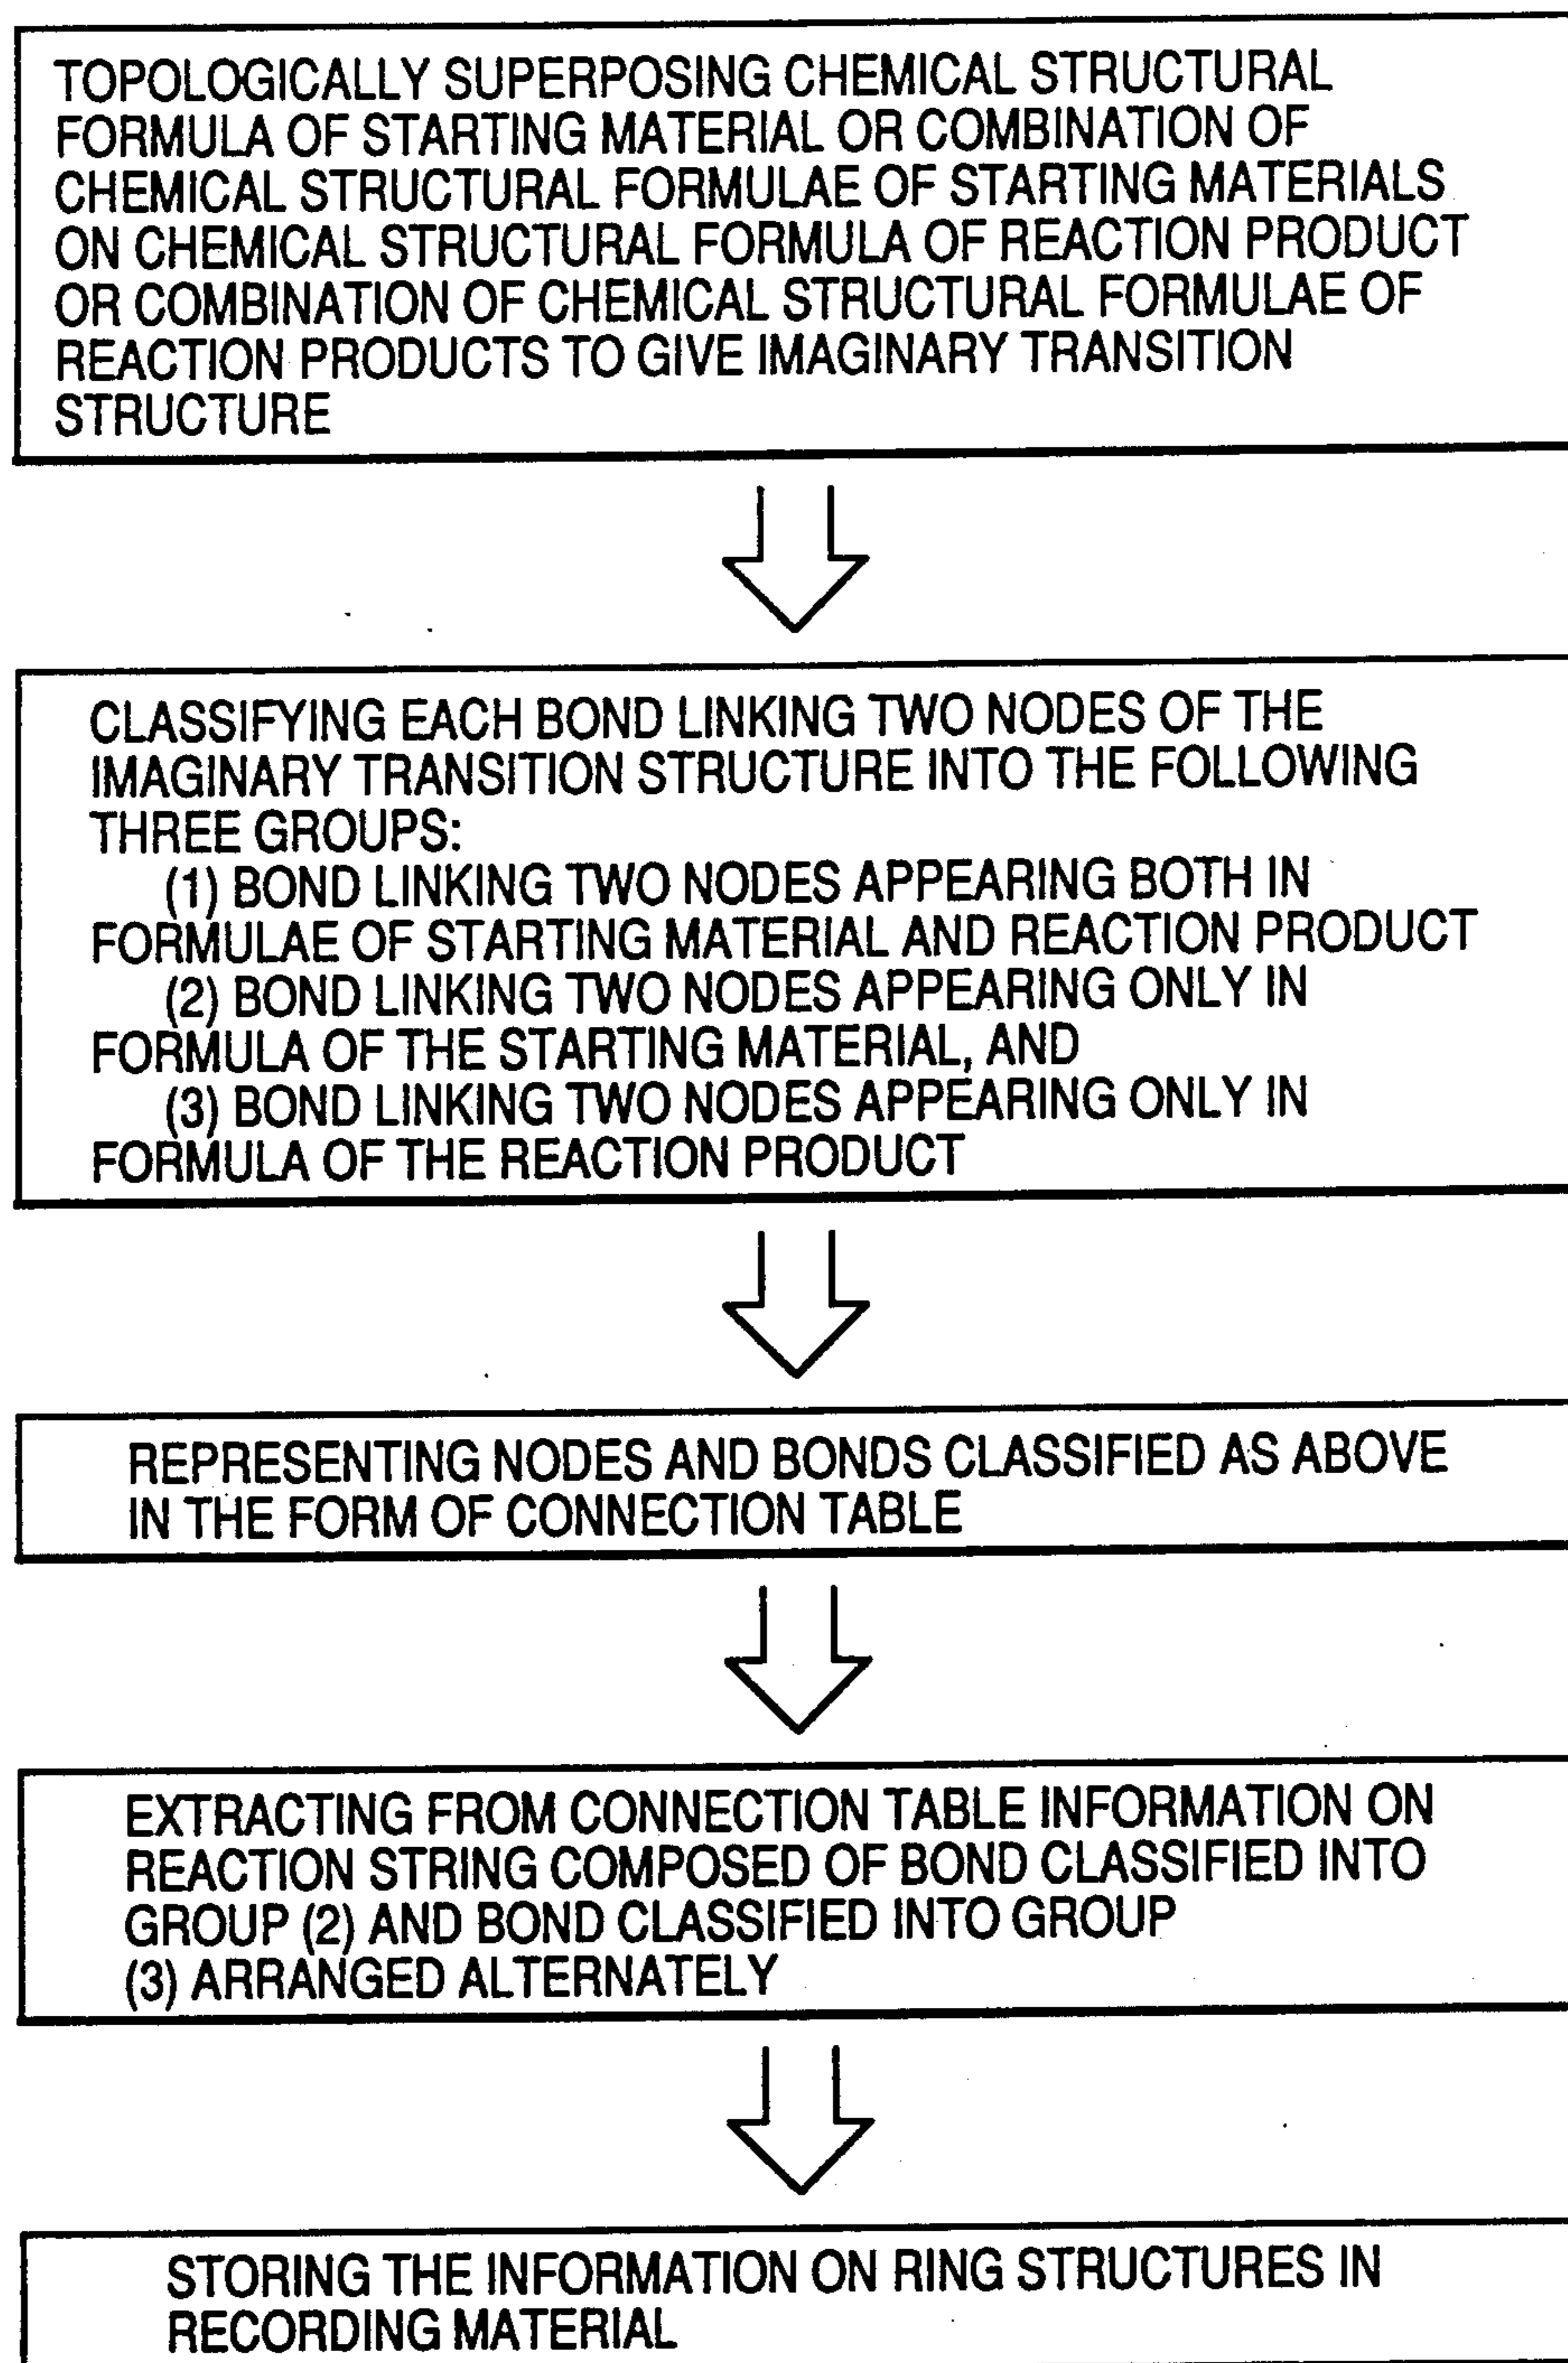 TOPOLOGICALLY SUPERPOSING CHEMICAL STRUCTURAL
FORMULA OF STARTING MATERIAL OR COMBINATION OF
CHEMICAL STRUCTURAL FORMULAE OF STARTING MATERIALS
ON CHEMICAL STRUCTURAL FORMULA OF REACTION PRODUCT
OR COMBINATION OF CHEMICAL STRUCTURAL FORMULAE OF
REACTION PRODUCTS TO GIVE IMAGINARY TRANSITION
STRUCTURE
CLASSIFYING EACH BOND LINKING TWO NODES OF THE
IMAGINARY TRANSITION STRUCTURE INTO THE FOLLOWING
THREE GROUPS:
(1) BOND LINKING TWO NODES APPEARING BOTH IN
FORMULAE OF STARTING MATERIAL AND REACTION PRODUCT
(2) BOND LINKING TWO NODES APPEARING ONLY IN
FORMULA OF THE STARTING MATERIAL, AND
(3) BOND LINKING TWO NODES APPEARING ONLY IN
FORMULA OF THE REACTION PRODUCT
REPRESENTING NODES AND BONDS CLASSIFIED AS ABOVE
IN THE FORM OF CONNECTION TABLE
EXTRACTING FROM CONNECTION TABLE INFORMATION ON
REACTION STRING COMPOSED OF BOND CLASSIFIED INTO
GROUP (2) AND BOND CLASSIFIED INTO GROUP
(3) ARRANGED ALTERNATELY
STORING THE INFORMATION ON RING STRUCTURES IN
RECORDING MATERIAL